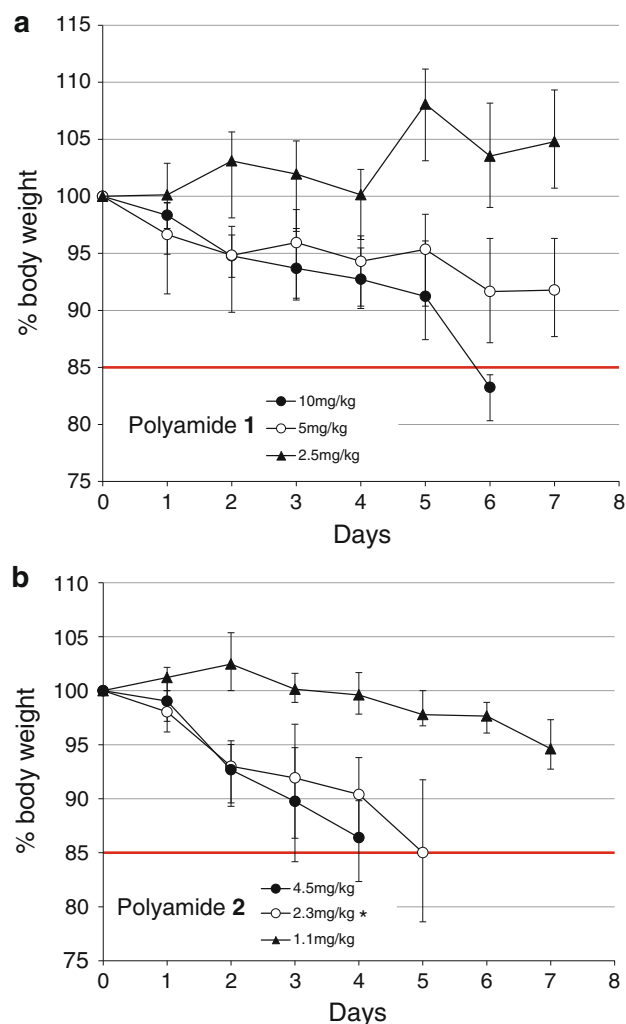 a
115
110
105
100
95
90
85
80
75
% body weight
Polyamide 1
10mg/kg
5mg/kg
2.5mg/kg
0 1 2 3 4 5 6 7 8
Days
b
110
105
100
95
90
85
80
75
% body weight
Polyamide 2
4.5mg/kg
2.3mg/kg *
1.1mg/kg
0 1 2 3 4 5 6 7 8
Days